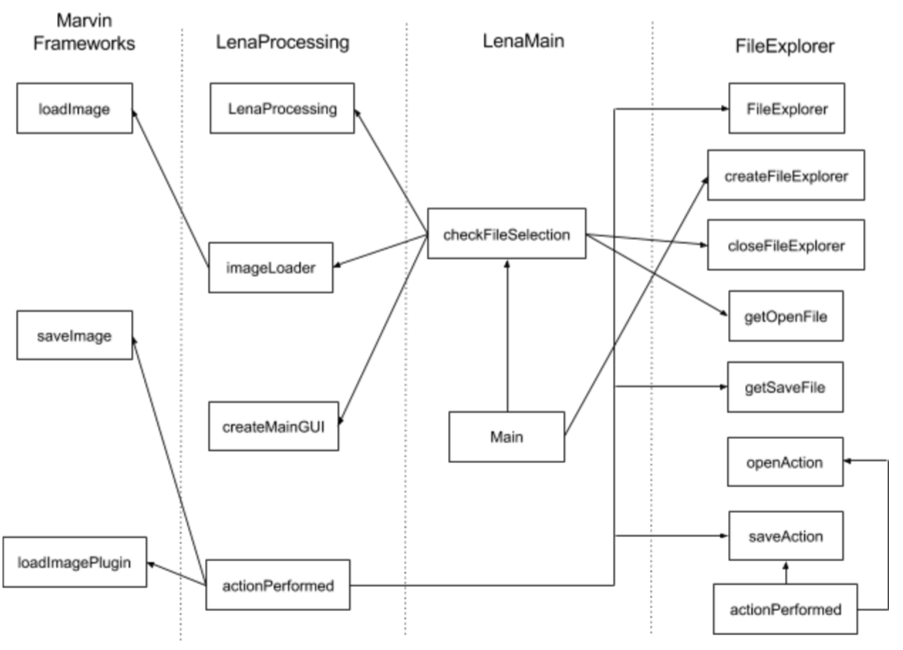 Marvin
Frameworks
LenaProcessing
LenaMain
FileExplorer
loadImage
LenaProcessing
FileExplorer
createFileExplorer
checkFileSelection
closeFileExplorer
imageLoader
getOpenFile
saveImage
getSaveFile
createMainGUI
Main
openAction
saveAction
loadImagePlugin
actionPerformed
actionPerformed